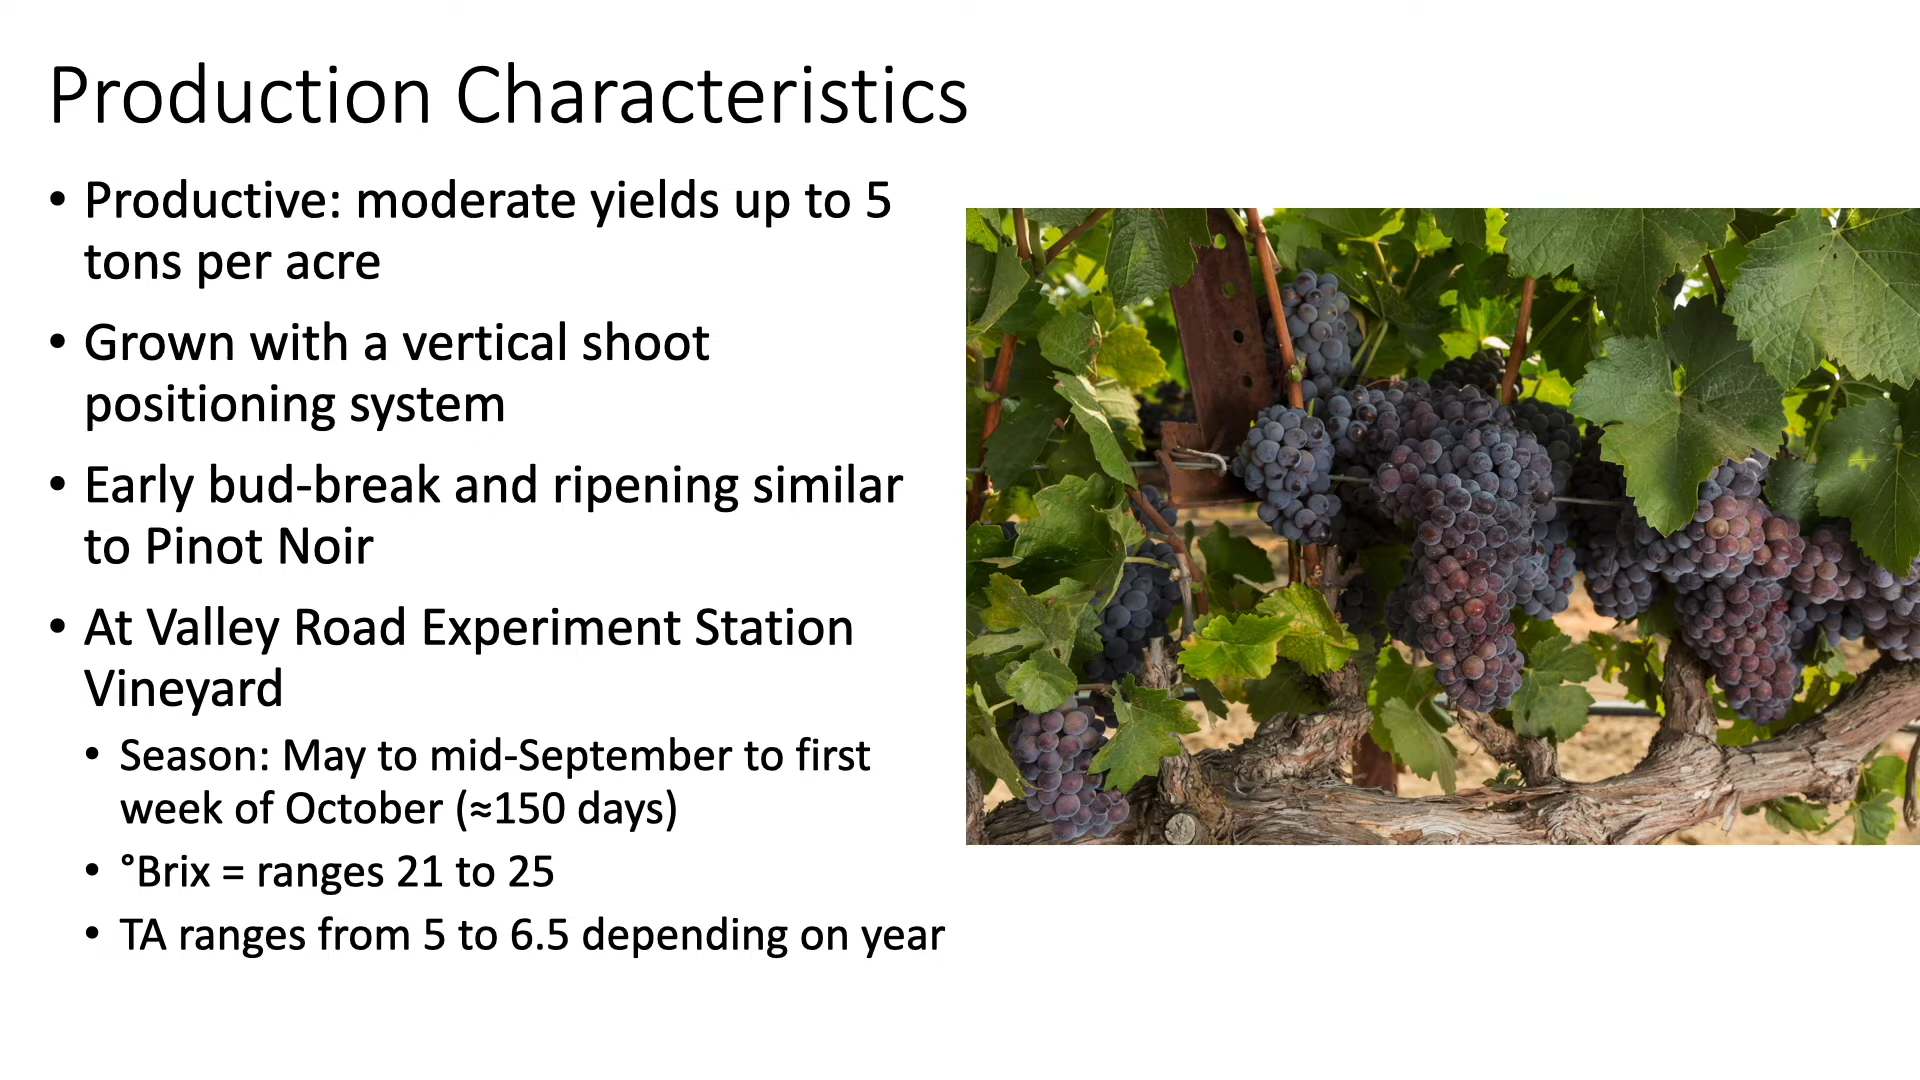 Production Characteristics
• Productive: moderate yields up to 5
tons per acre
• Grown with a vertical shoot
positioning system
• Early bud-break and ripening similar
to Pinot Noir
• At Valley Road Experiment Station
Vineyard
• Season: May to mid-September to first
week of October (≈150 days)
• °Brix = ranges 21 to 25
• TA ranges from 5 to 6.5 depending on year